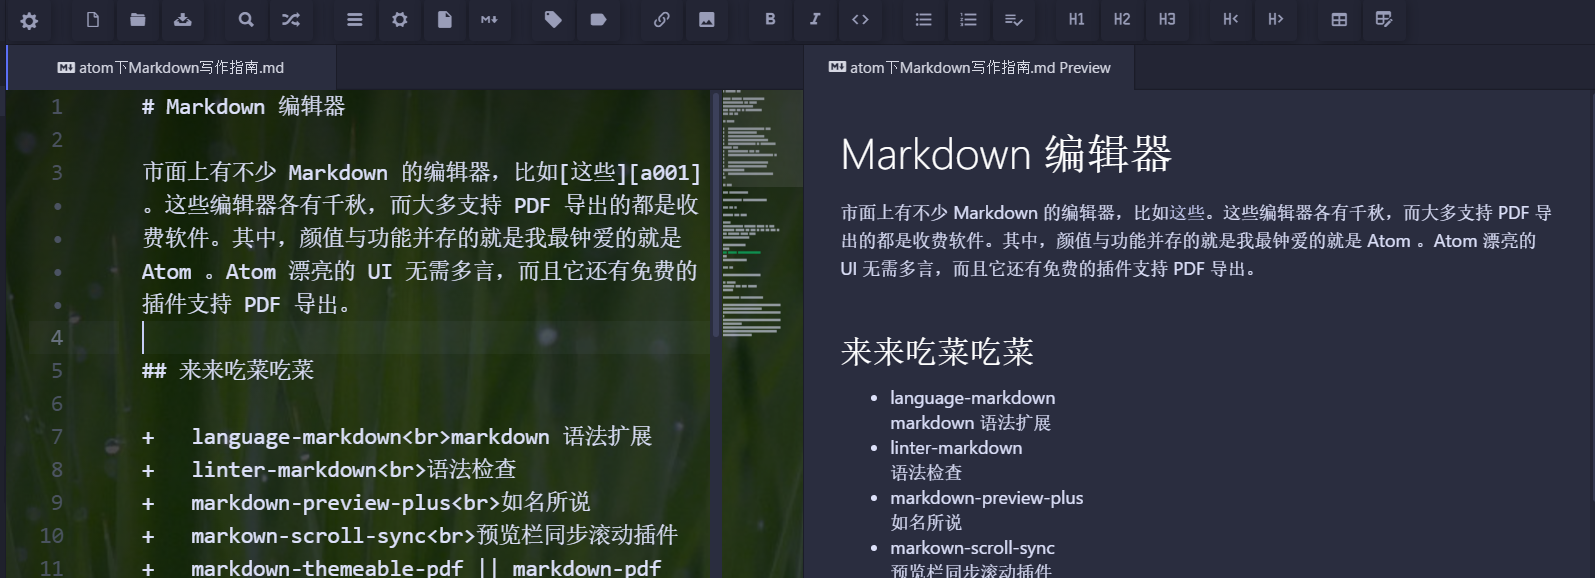 B I <> H1 H2 H3 H< H>
atom下Markdown写作指南.md
1 # Markdown 编辑器
2
3 市面上有不少 Markdown 的编辑器，比如[这些][a001]
。这些编辑器各有千秋，而大多支持 PDF 导出的都是收
费软件。其中，颜值与功能并存的就是我最钟爱的就是
Atom 。Atom 漂亮的 UI 无需多言，而且它还有免费的
插件支持 PDF 导出。
4
5 ## 来来吃菜吃菜
6
7 + language-markdown<br>markdown 语法扩展
8 + linter-markdown<br>语法检查
9 + markdown-preview-plus<br>如名所说
10 + markown-scroll-sync<br>预览栏同步滚动插件
11 + markdown-themeable-pdf || markdown-pdf
atom下Markdown写作指南.md Preview
Markdown 编辑器
市面上有不少 Markdown 的编辑器，比如这些。这些编辑器各有千秋，而大多支持 PDF 导
出的都是收费软件。其中，颜值与功能并存的就是我最钟爱的就是 Atom 。Atom 漂亮的
UI 无需多言，而且它还有免费的插件支持 PDF 导出。
来来吃菜吃菜
• language-markdown
markdown 语法扩展
• linter-markdown
语法检查
• markdown-preview-plus
如名所说
• markown-scroll-sync
预览栏同步滚动插件